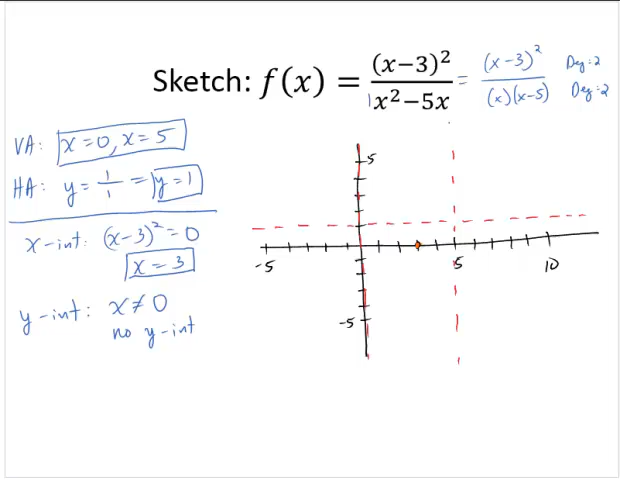 Sketch: f(x) = (x−3)²/(x²−5x) = (x-3)²/((x)(x-5))
Deg: 2
Deg: 2
1
VA: x=0, x=5
HA: y = 1/1 = y=1
x-int: (x-3)² = 0
x = 3
y-int: x ≠ 0
no y-int
5
-5 5 10
-5